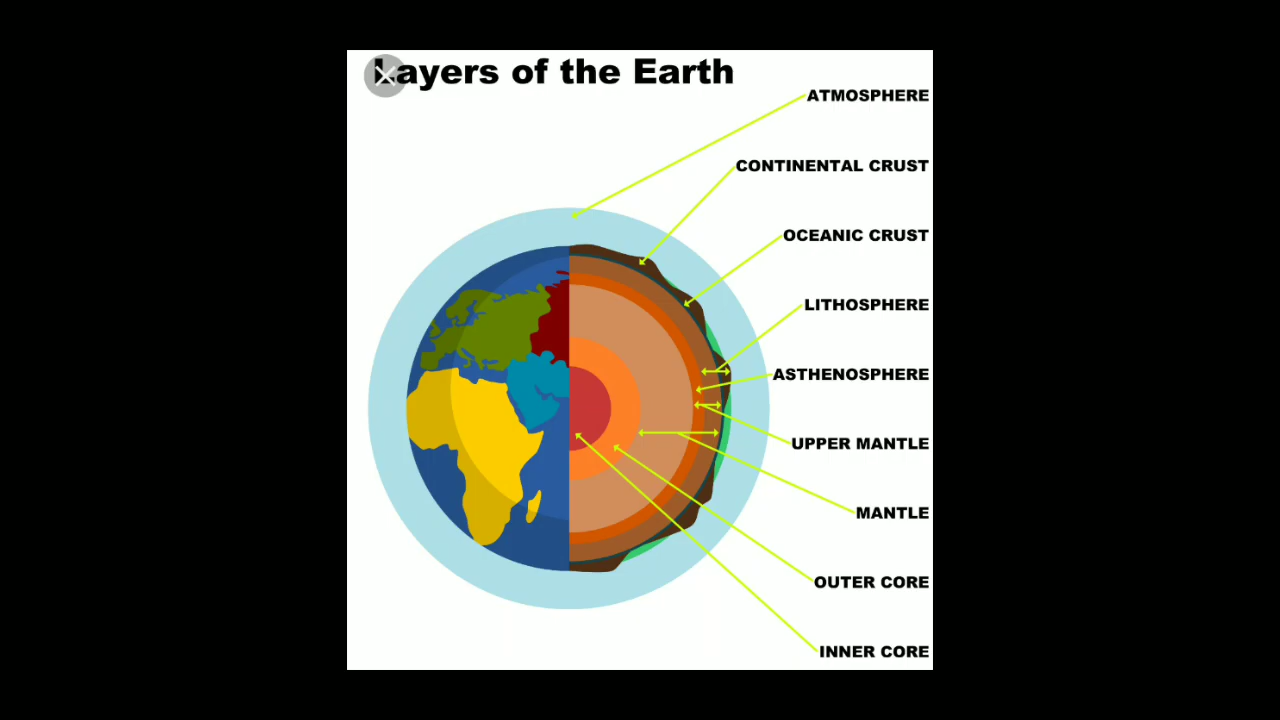 Layers of the Earth
ATMOSPHERE
CONTINENTAL CRUST
OCEANIC CRUST
LITHOSPHERE
ASTHENOSPHERE
UPPER MANTLE
MANTLE
OUTER CORE
INNER CORE